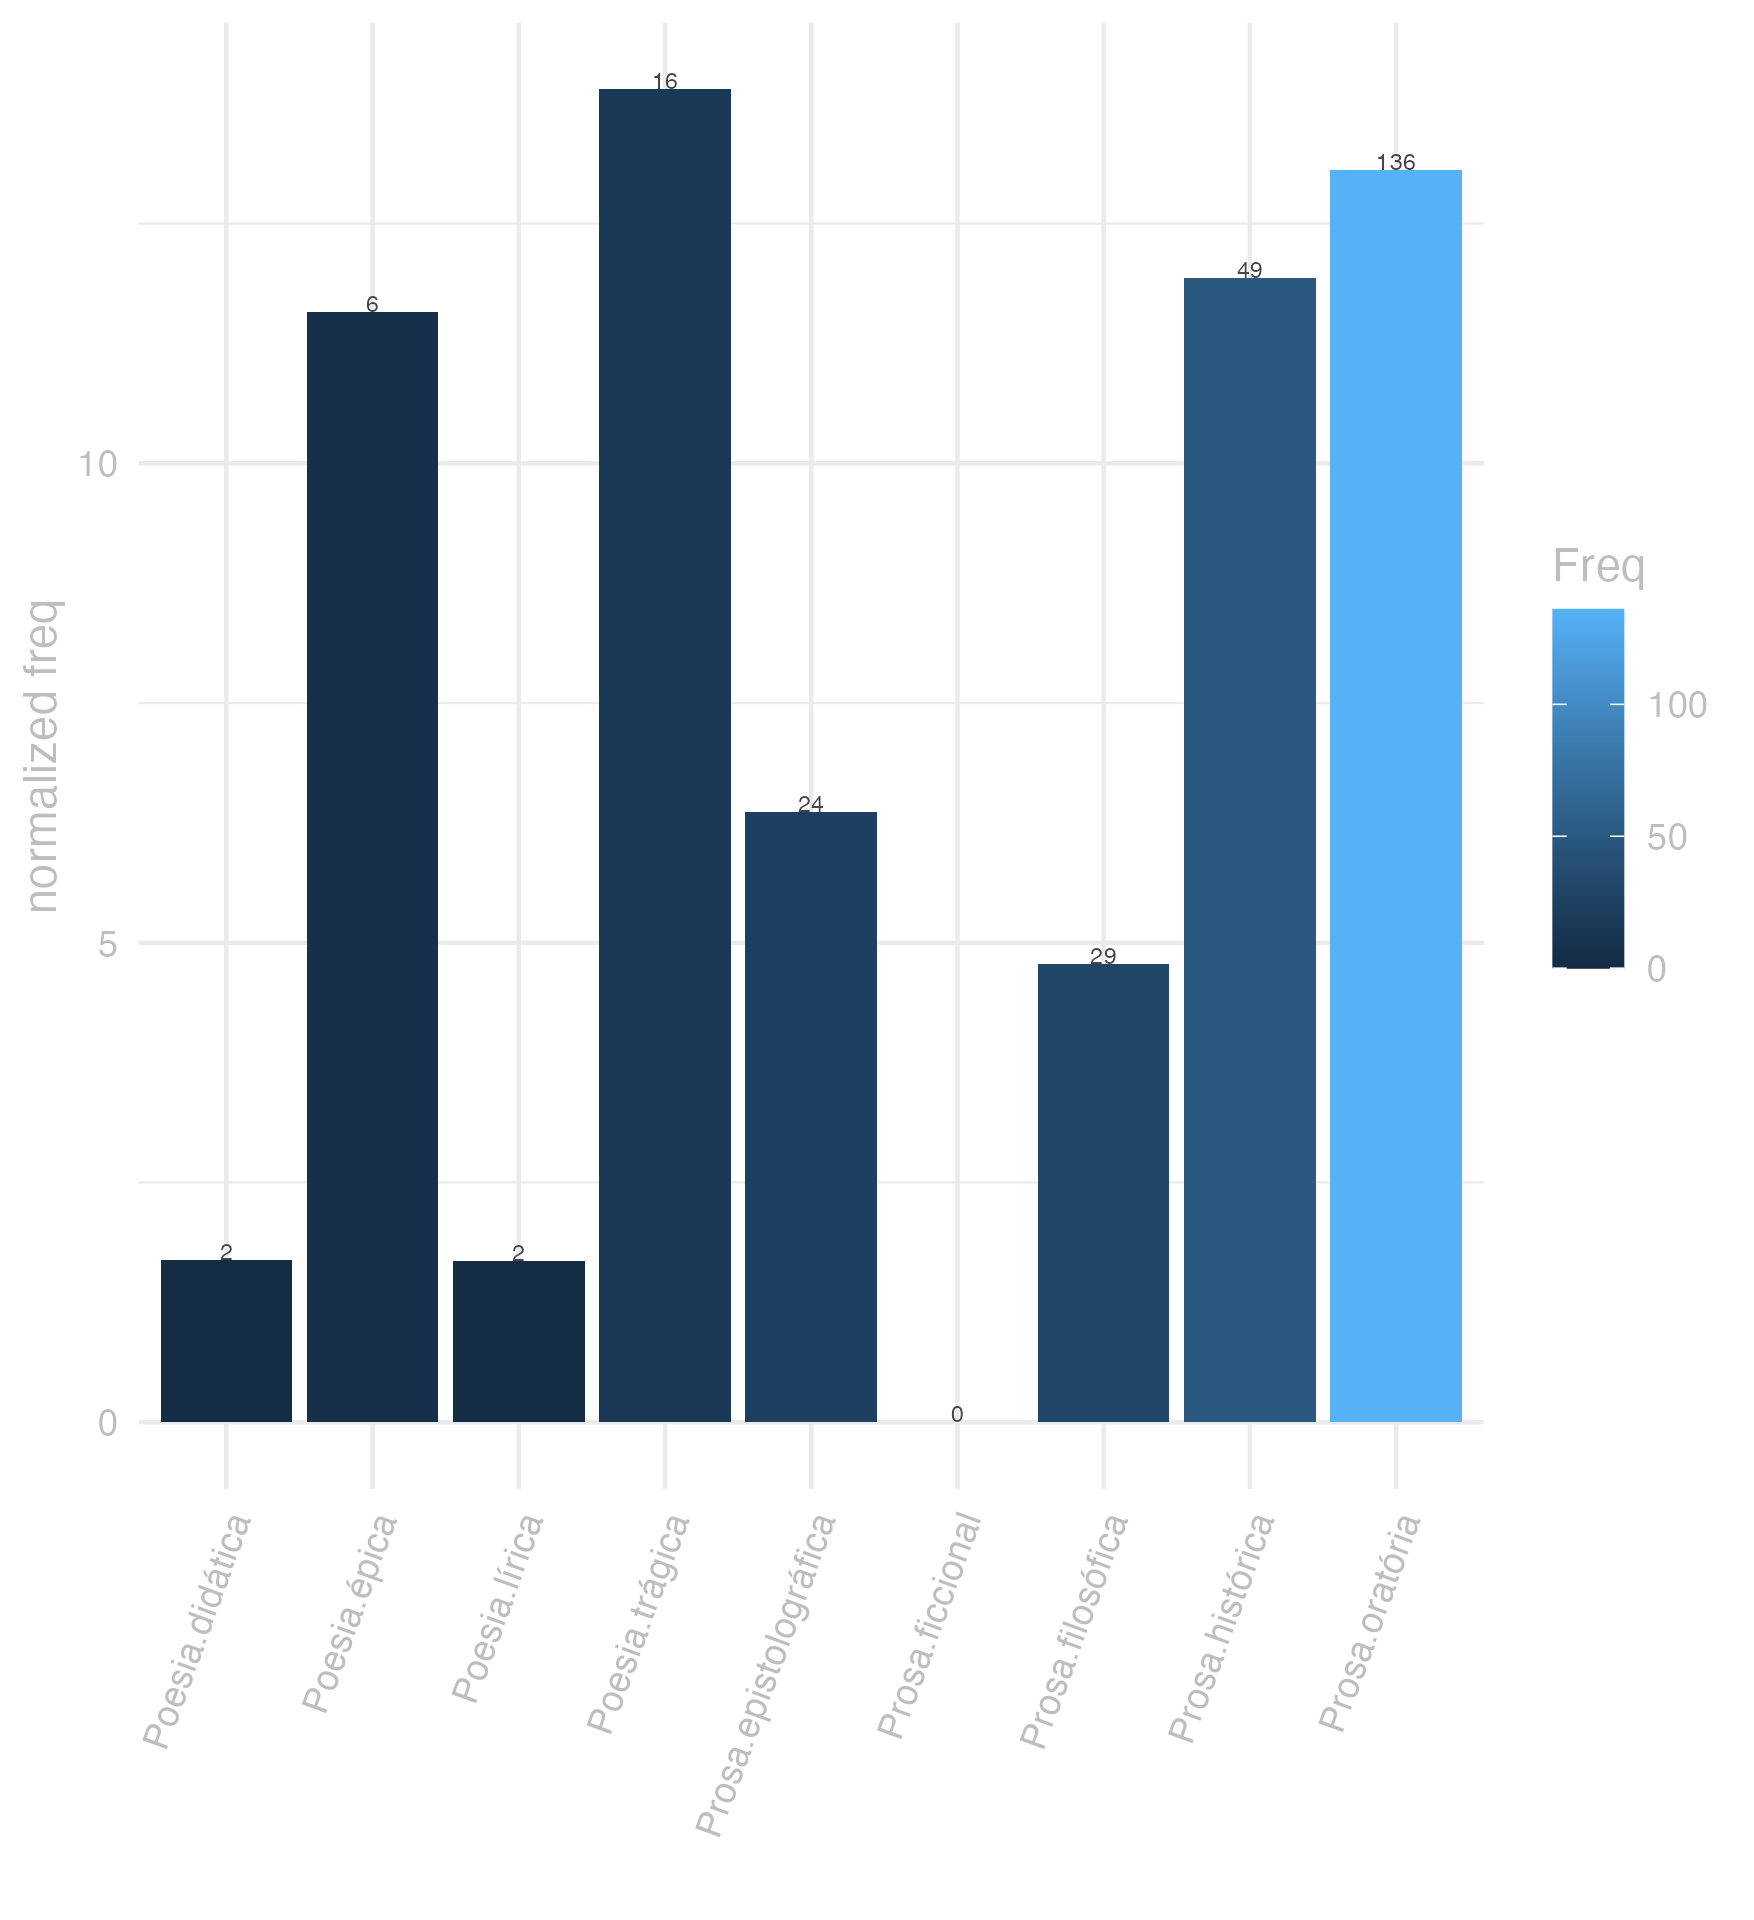 16
136
49
6
10
24
5
29
2
2
0
0
normalized freq
Freq
100
50
0
Poesia.didática
Poesia.épica
Poesia.lírica
Poesia.trágica
Prosa.epistolográfica
Prosa.ficcional
Prosa.filosófica
Prosa.histórica
Prosa.oratória